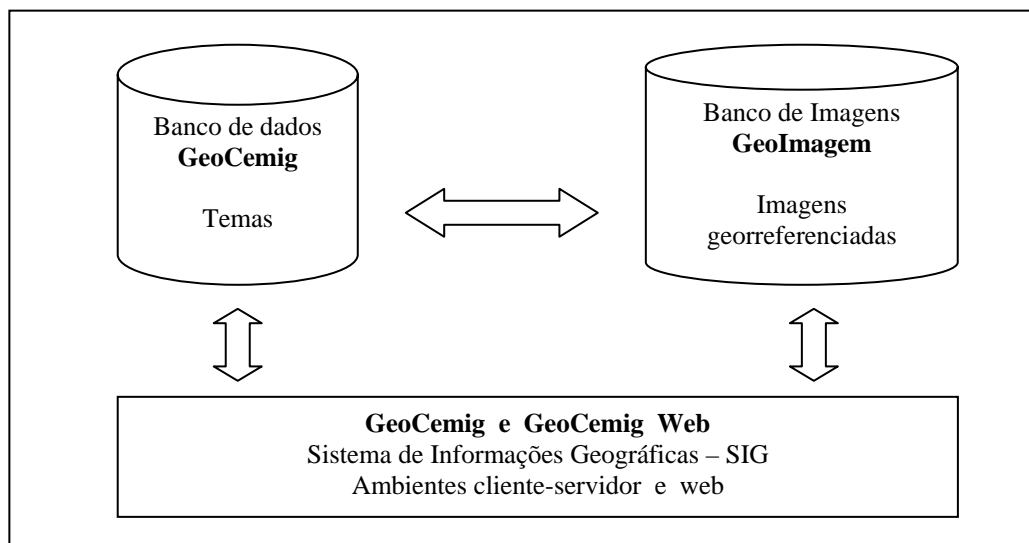 Banco de dados
GeoCemig
Temas
Banco de Imagens
GeoImagem
Imagens
georreferenciadas
GeoCemig e GeoCemig Web
Sistema de Informações Geográficas – SIG
Ambientes cliente-servidor e web